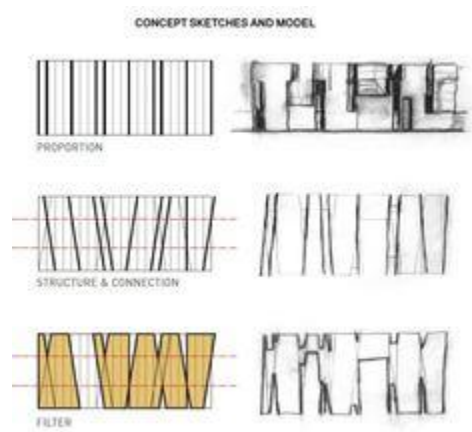 CONCEPT SKETCHES AND MODEL
PROPORTION
STRUCTURE & CONNECTION
FILTER